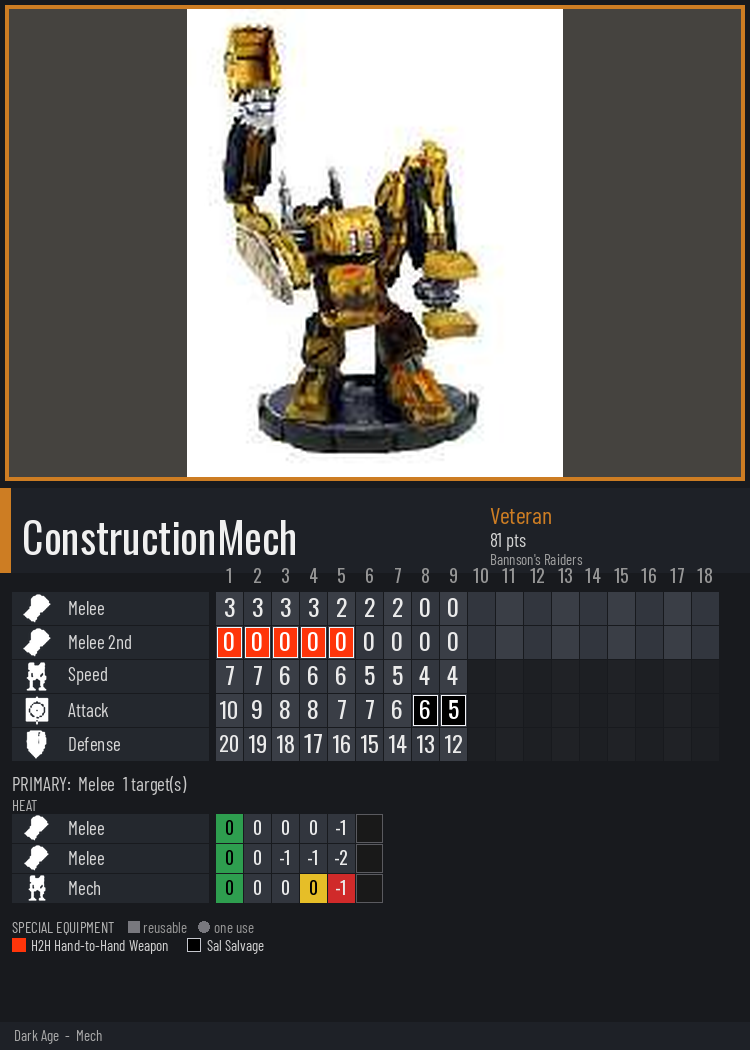 ConstructionMech
Veteran
81 pts
Bannson's Raiders
1 2 3 4 5 6 7 8 9 10 11 12 13 14 15 16 17 18
Melee 3 3 3 3 2 2 2 0 0
Melee 2nd 0 0 0 0 0 0 0 0 0
Speed 7 7 6 6 6 5 5 4 4
Attack 10 9 8 8 7 7 6 6 5
Defense 20 19 18 17 16 15 14 13 12
PRIMARY: Melee 1 target(s)
HEAT
Melee 0 0 0 0 -1
Melee 0 0 -1 -1 -2
Mech 0 0 0 0 -1
SPECIAL EQUIPMENT reusable one use
H2H Hand-to-Hand Weapon Sal Salvage
Dark Age - Mech